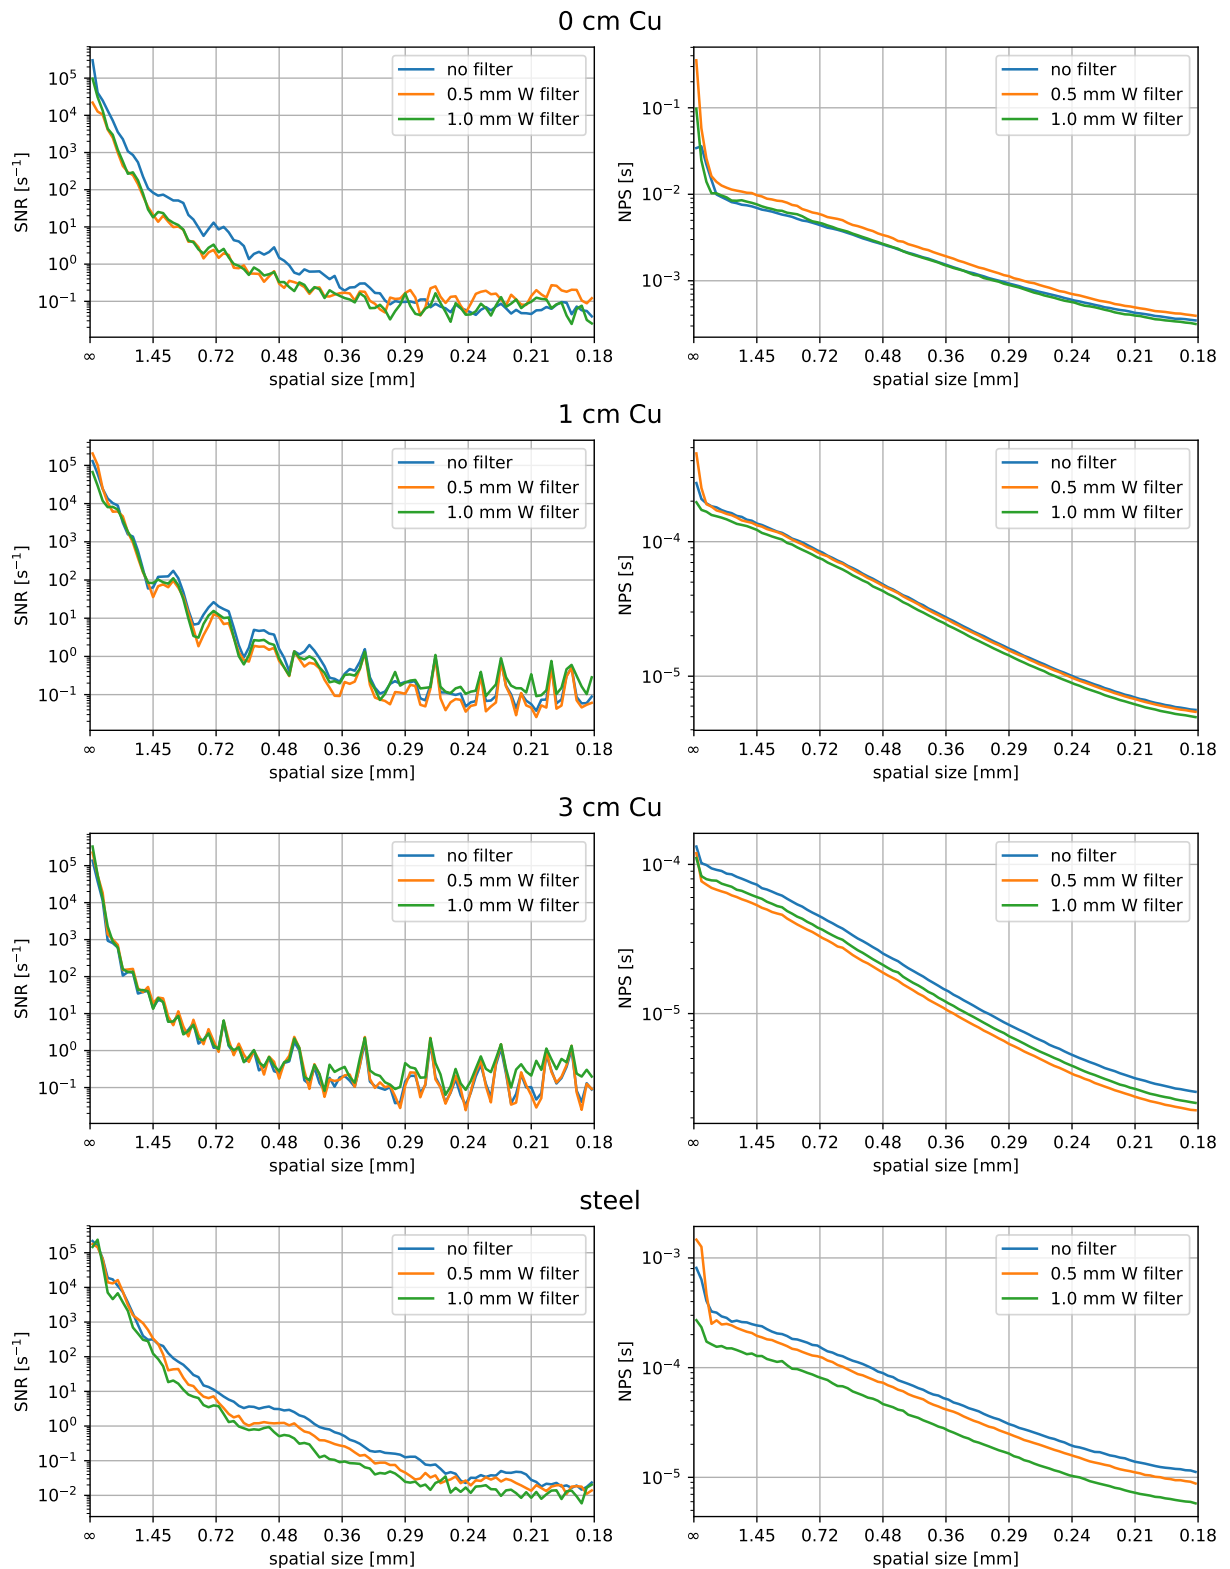 0 cm Cu
SNR [s⁻¹]
10⁵
10⁴
10³
10²
10¹
10⁰
10⁻¹
no filter
0.5 mm W filter
1.0 mm W filter
∞ 1.45 0.72 0.48 0.36 0.29 0.24 0.21 0.18
spatial size [mm]
NPS [s]
10⁻¹
10⁻²
10⁻³
no filter
0.5 mm W filter
1.0 mm W filter
∞ 1.45 0.72 0.48 0.36 0.29 0.24 0.21 0.18
spatial size [mm]
1 cm Cu
SNR [s⁻¹]
10⁵
10⁴
10³
10²
10¹
10⁰
10⁻¹
no filter
0.5 mm W filter
1.0 mm W filter
∞ 1.45 0.72 0.48 0.36 0.29 0.24 0.21 0.18
spatial size [mm]
NPS [s]
10⁻⁴
10⁻⁵
no filter
0.5 mm W filter
1.0 mm W filter
∞ 1.45 0.72 0.48 0.36 0.29 0.24 0.21 0.18
spatial size [mm]
3 cm Cu
SNR [s⁻¹]
10⁵
10⁴
10³
10²
10¹
10⁰
10⁻¹
no filter
0.5 mm W filter
1.0 mm W filter
∞ 1.45 0.72 0.48 0.36 0.29 0.24 0.21 0.18
spatial size [mm]
NPS [s]
10⁻⁴
10⁻⁵
no filter
0.5 mm W filter
1.0 mm W filter
∞ 1.45 0.72 0.48 0.36 0.29 0.24 0.21 0.18
spatial size [mm]
steel
SNR [s⁻¹]
10⁵
10⁴
10³
10²
10¹
10⁰
10⁻¹
10⁻²
no filter
0.5 mm W filter
1.0 mm W filter
∞ 1.45 0.72 0.48 0.36 0.29 0.24 0.21 0.18
spatial size [mm]
NPS [s]
10⁻³
10⁻⁴
10⁻⁵
no filter
0.5 mm W filter
1.0 mm W filter
∞ 1.45 0.72 0.48 0.36 0.29 0.24 0.21 0.18
spatial size [mm]